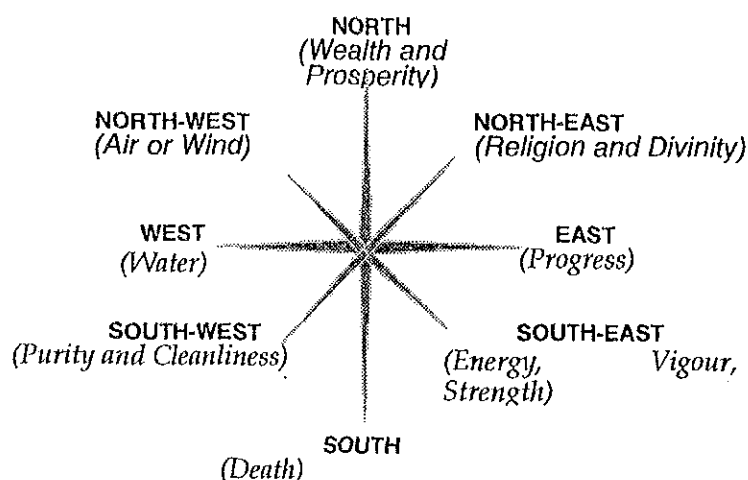 NORTH
(Wealth and
Prosperity)
NORTH-WEST
(Air or Wind)
NORTH-EAST
(Religion and Divinity)
WEST
(Water)
EAST
(Progress)
SOUTH-WEST
(Purity and Cleanliness)
SOUTH-EAST
(Energy, Vigour,
Strength)
SOUTH
(Death)